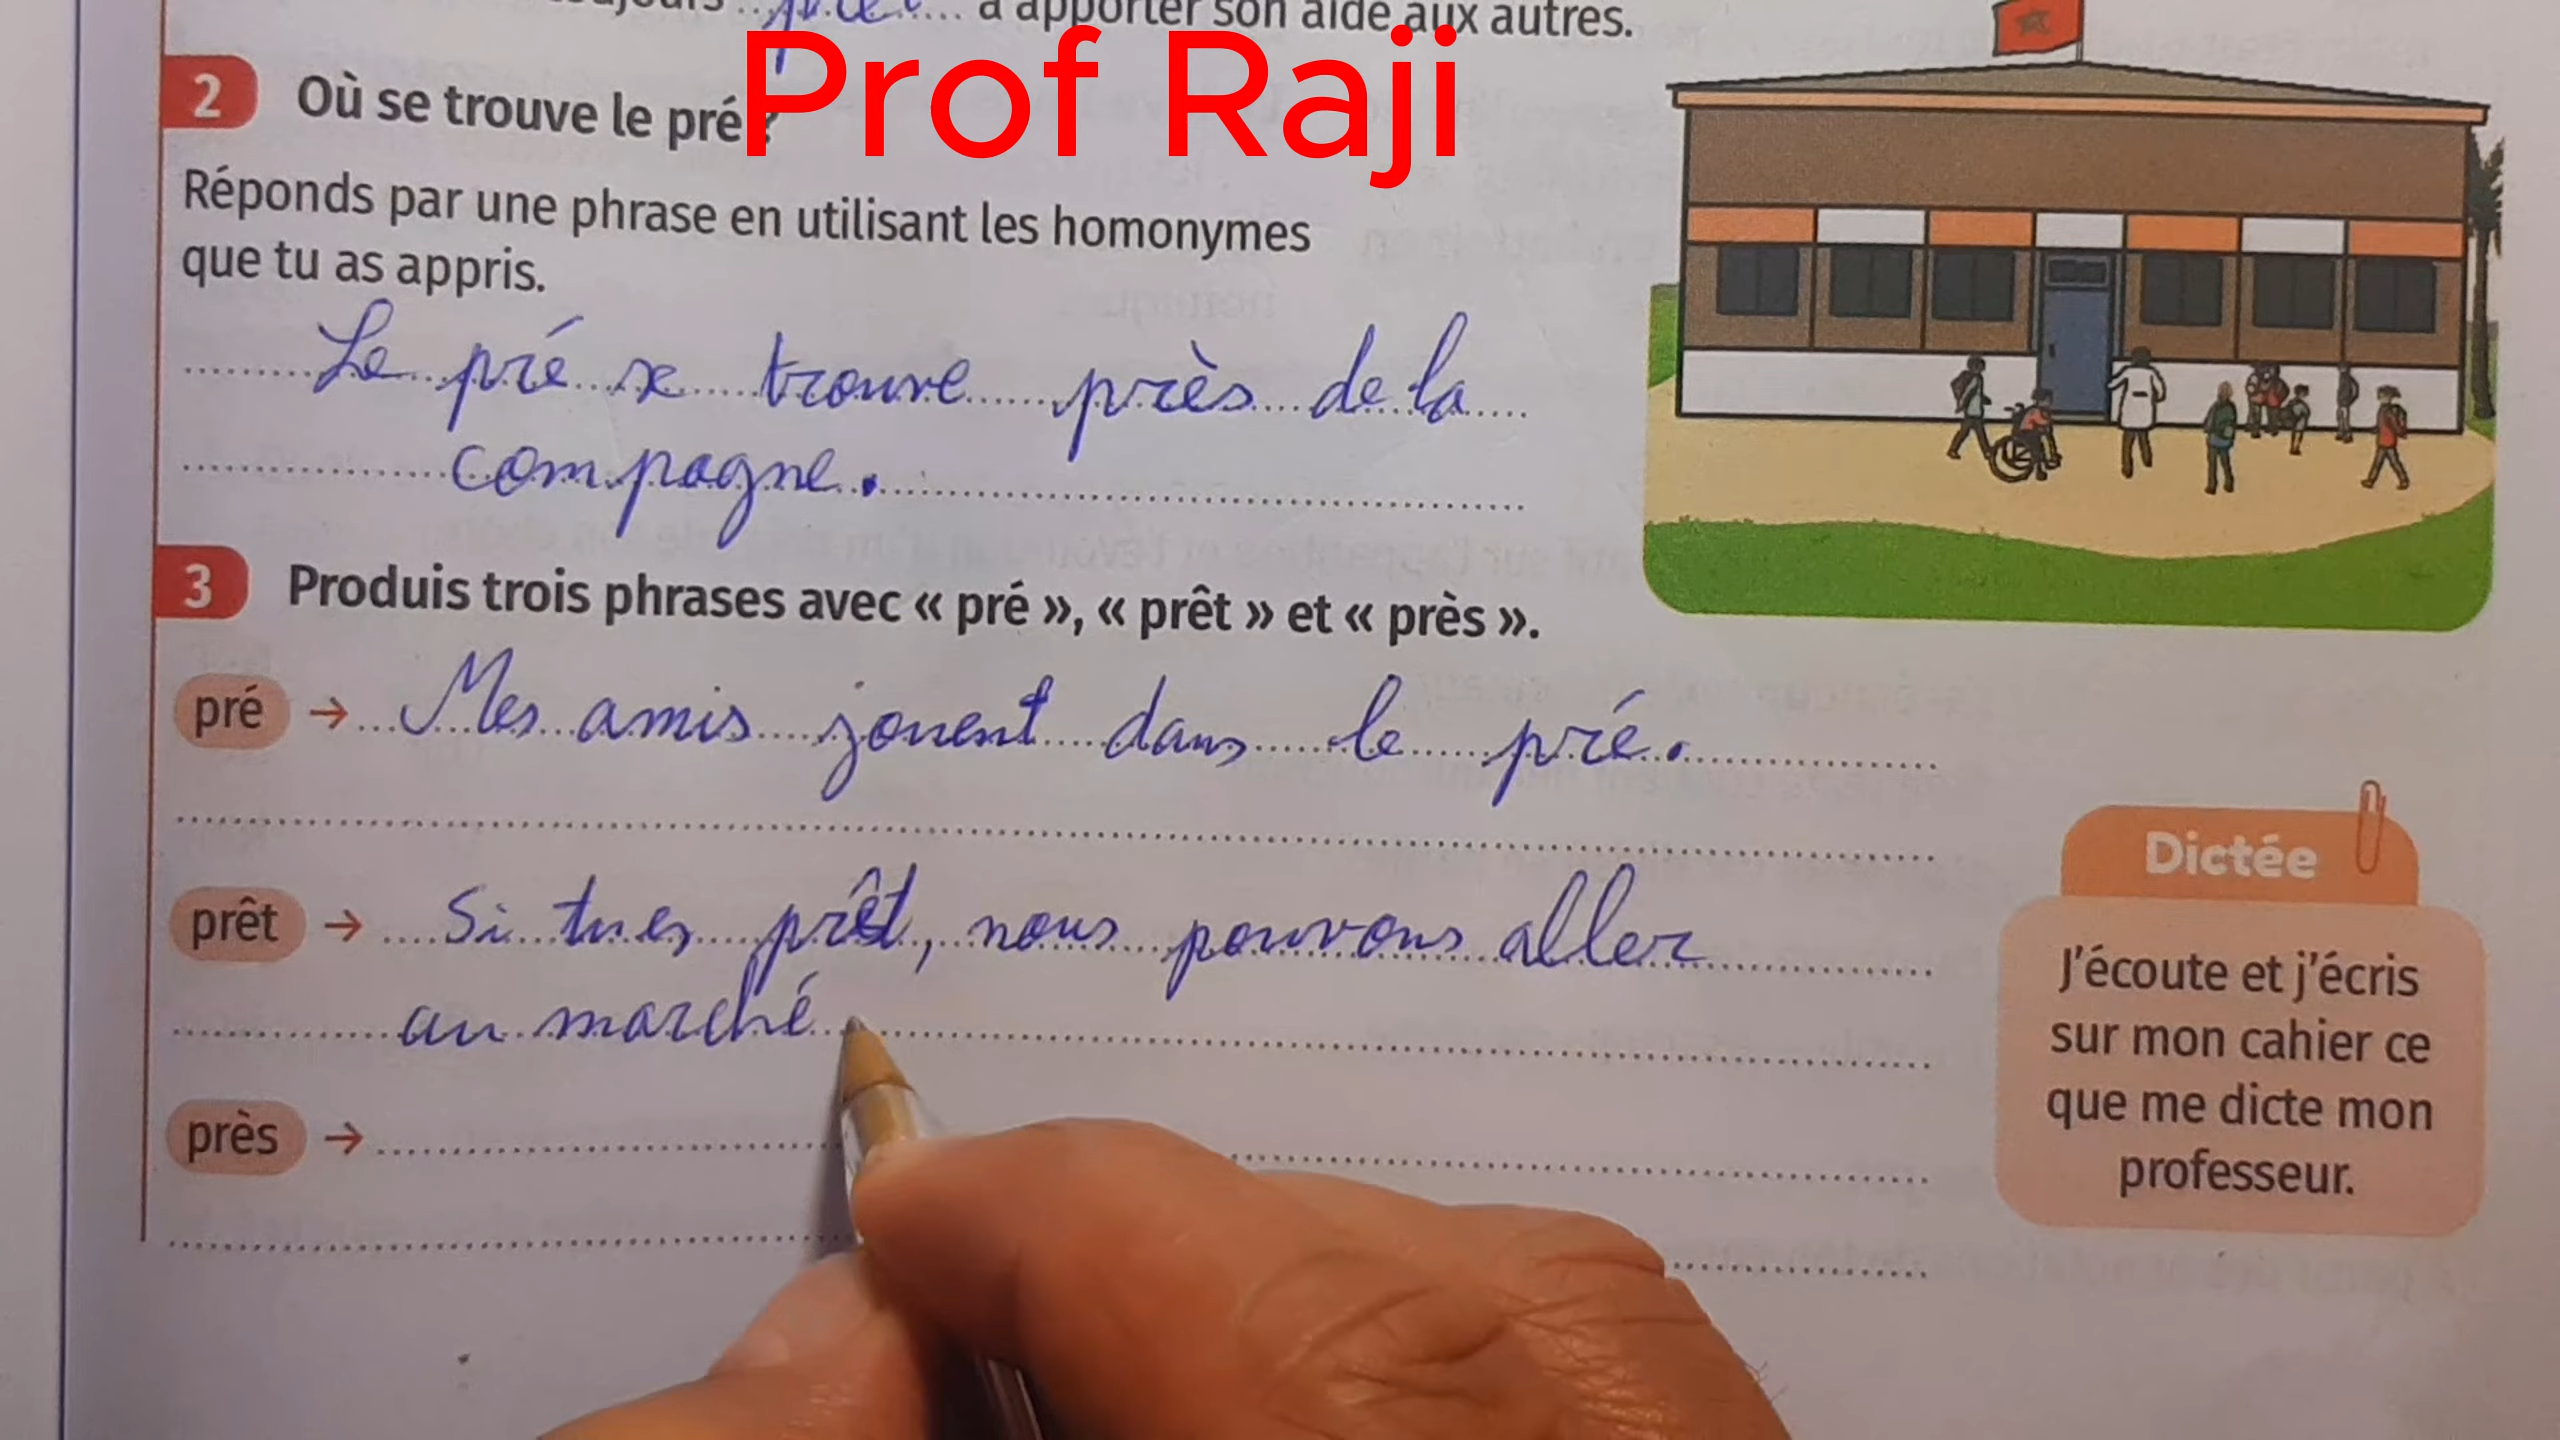 toujours ... à apporter son aide aux autres.
Prof Raji
2 Où se trouve le pré ?
Réponds par une phrase en utilisant les homonymes
que tu as appris.
Le pré se trouve près de la
compagne.
3 Produis trois phrases avec « pré », « prêt » et « près ».
pré → Mes amis jouent dans le pré.
prêt → Si tu es prêt, nous pouvons aller
au marché
près →
Dictée
J'écoute et j'écris
sur mon cahier ce
que me dicte mon
professeur.